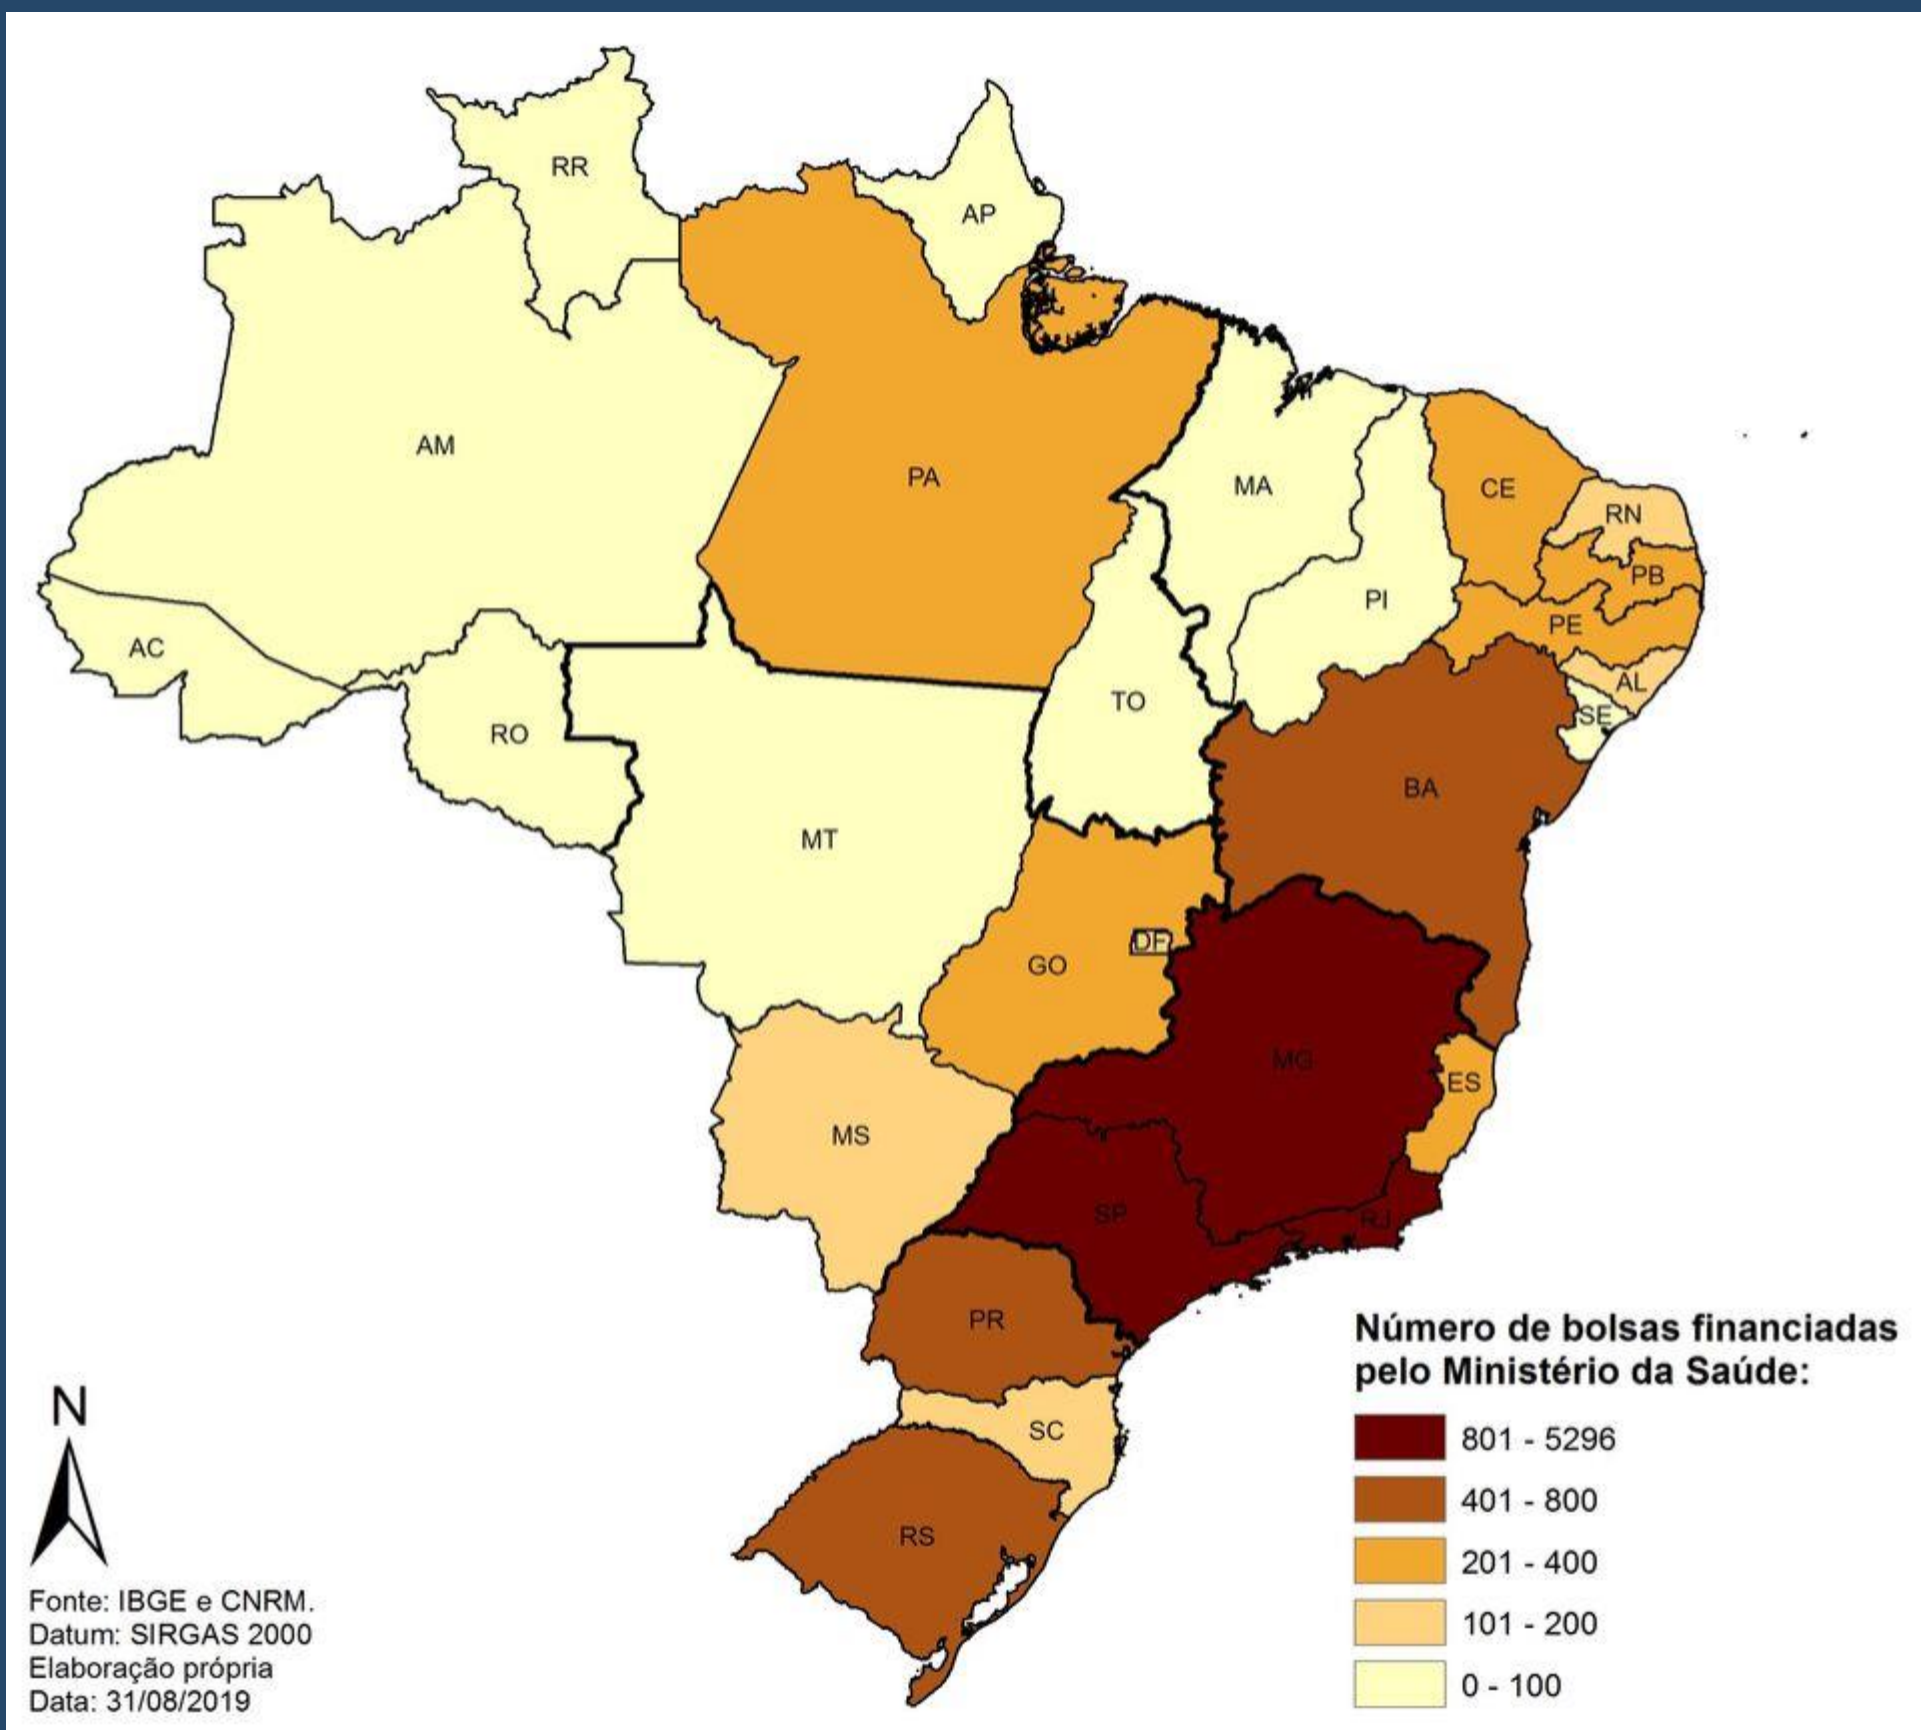 RR
AP
AM
PA
MA
CE
RN
PB
PI
PE
AC
AL
TO
SE
RO
BA
MT
DF
GO
MG
ES
MS
SP
RJ
PR
SC
RS
N
Fonte: IBGE e CNRM.
Datum: SIRGAS 2000
Elaboração própria
Data: 31/08/2019
Número de bolsas financiadas
pelo Ministério da Saúde:
801 - 5296
401 - 800
201 - 400
101 - 200
0 - 100